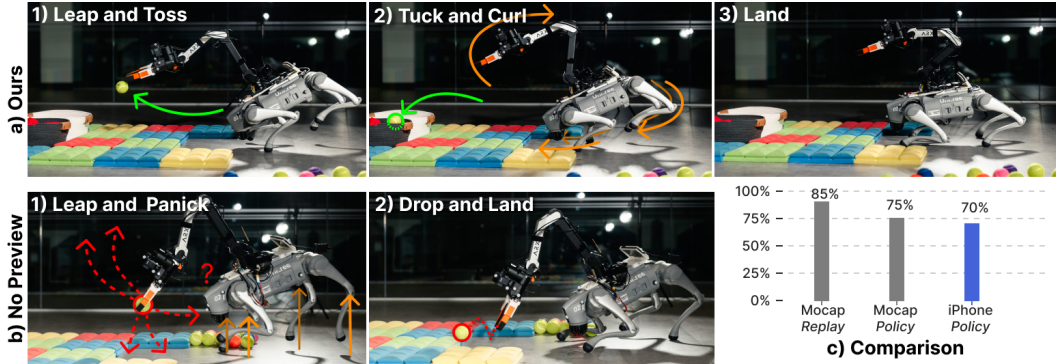 a) Ours
1) Leap and Toss
2) Tuck and Curl
3) Land
b) No Preview
1) Leap and Panick
?
2) Drop and Land
100%
75%
50%
25%
0%
85%
75%
70%
Mocap
Replay
Mocap
Policy
iPhone
Policy
c) Comparison